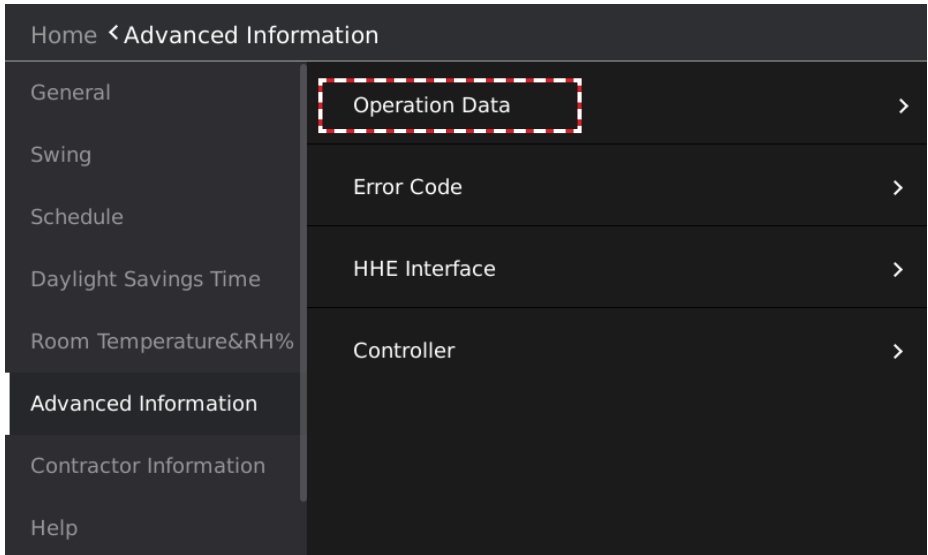 Home < Advanced Information
General
Swing
Schedule
Daylight Savings Time
Room Temperature&RH%
Advanced Information
Contractor Information
Help
Operation Data
Error Code
HHE Interface
Controller